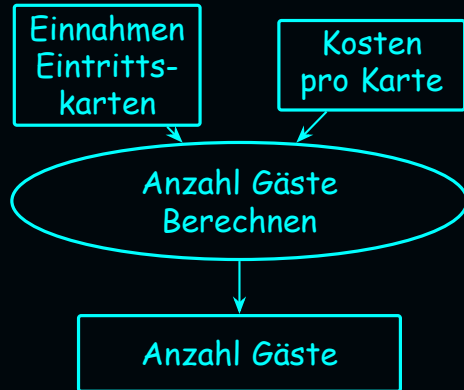 Einnahmen
Eintritts-
karten
Kosten
pro Karte
Anzahl Gäste
Berechnen
Anzahl Gäste